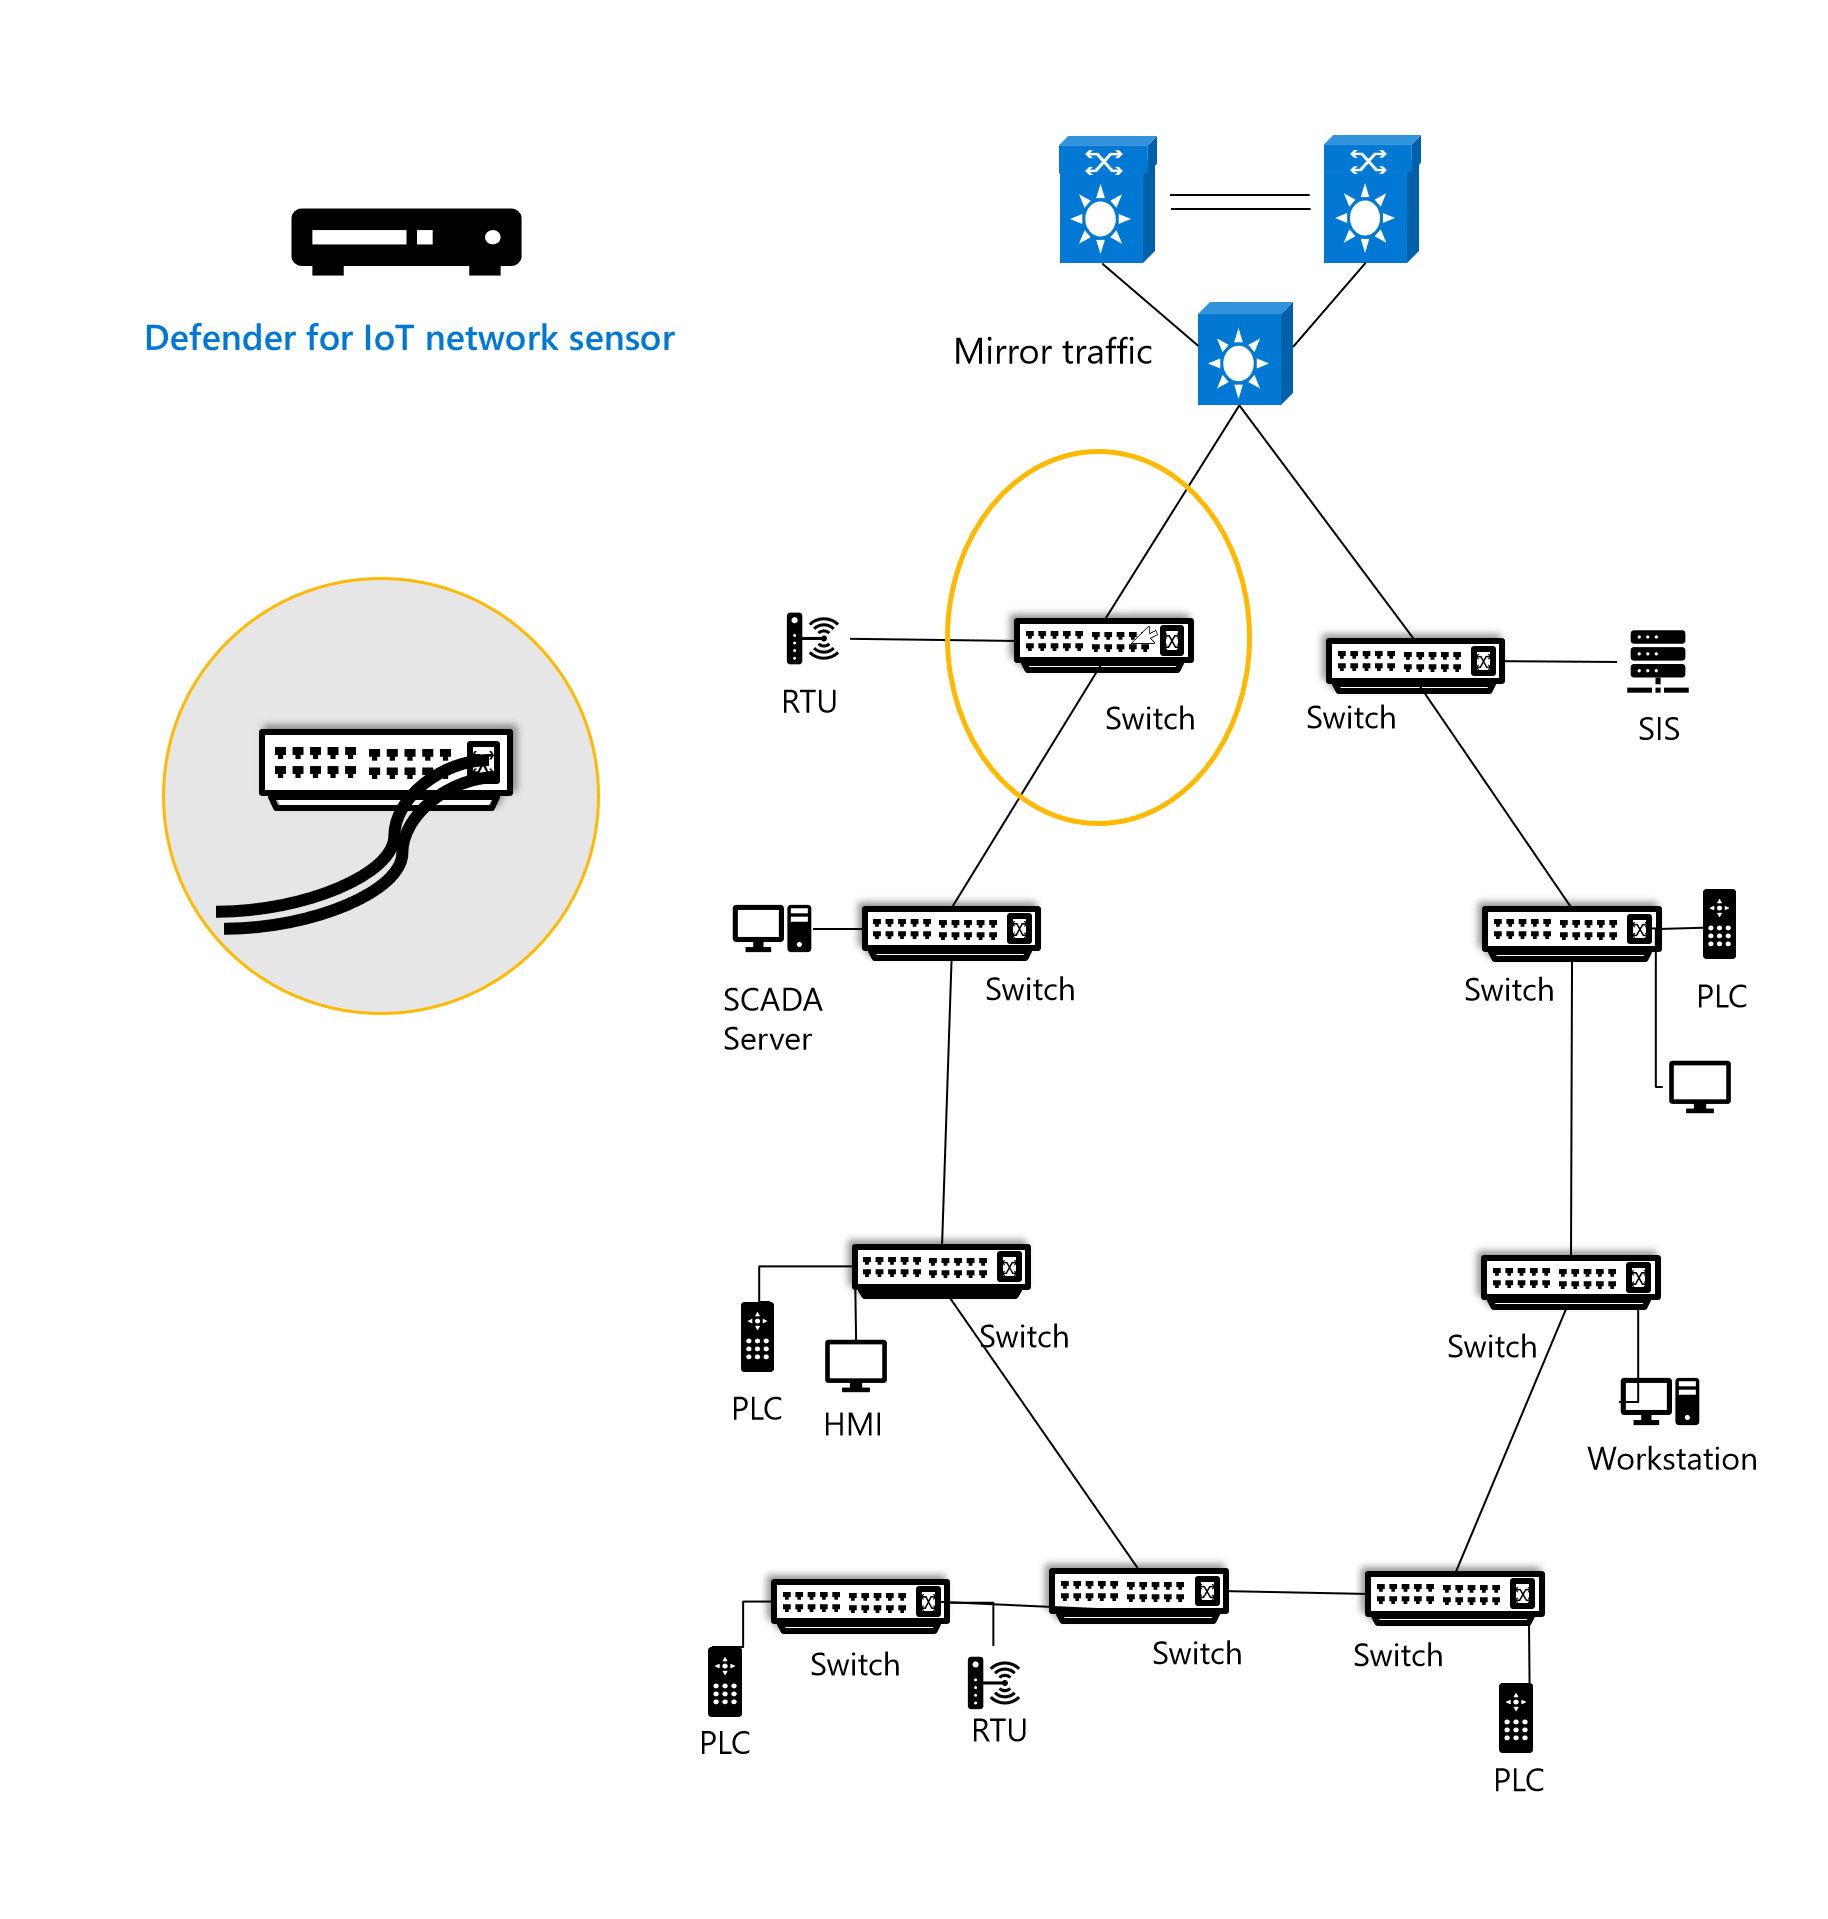 Defender for IoT network sensor
Mirror traffic
RTU
Switch
Switch
SIS
SCADA
Server
Switch
Switch
PLC
Switch
PLC
HMI
Switch
Workstation
Switch
PLC
RTU
Switch
Switch
PLC